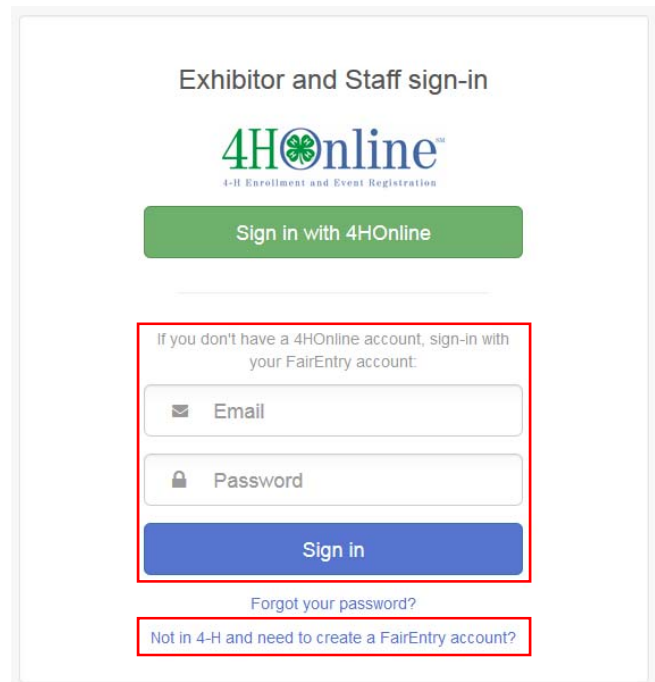 Exhibitor and Staff sign-in
4HOnline℠
4-H Enrollment and Event Registration
Sign in with 4HOnline
If you don't have a 4HOnline account, sign-in with
your FairEntry account:
Email
Password
Sign in
Forgot your password?
Not in 4-H and need to create a FairEntry account?